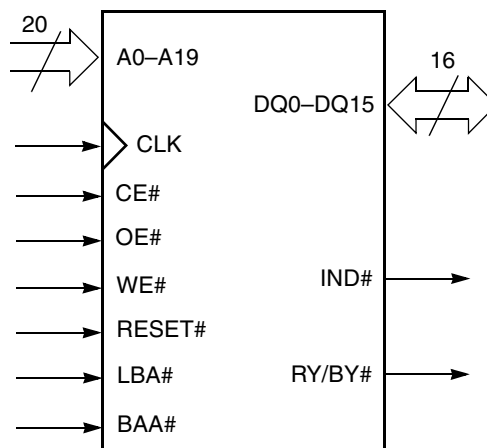 20
A0–A19
16
DQ0–DQ15
CLK
CE#
OE#
WE#
IND#
RESET#
LBA#
RY/BY#
BAA#